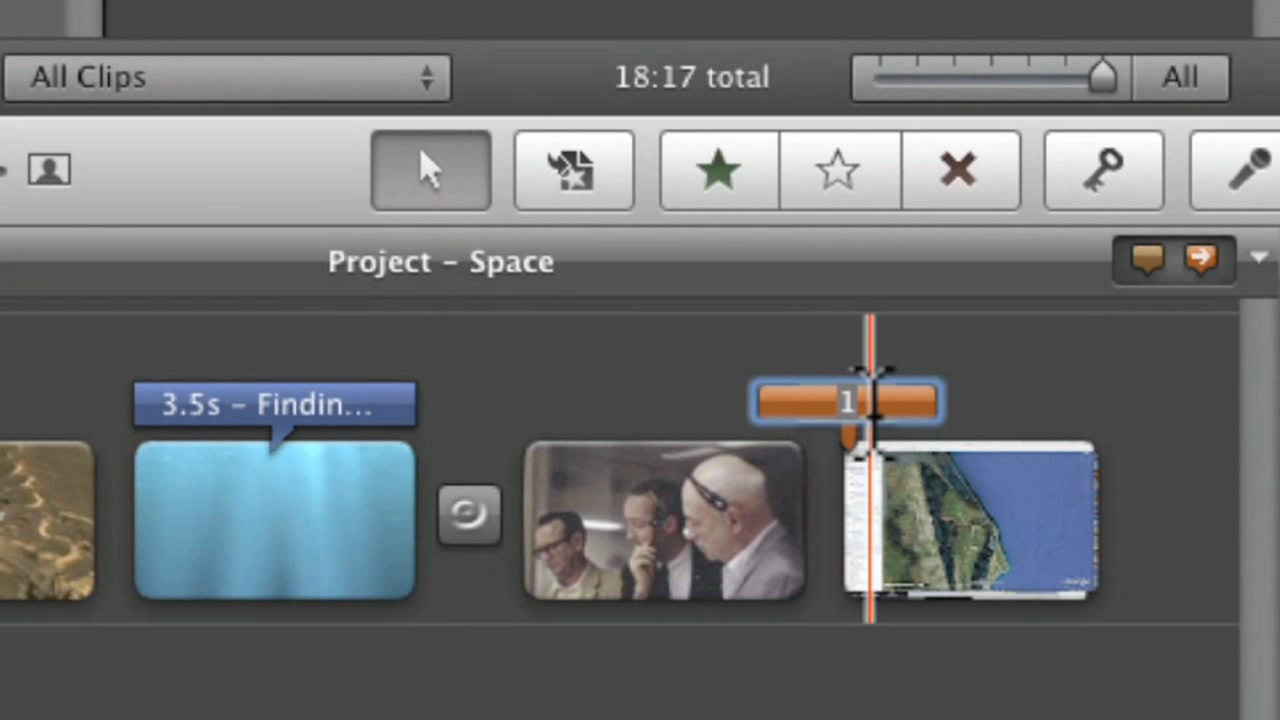 All Clips
18:17 total
All
Project - Space
3.5s - Findin...
1